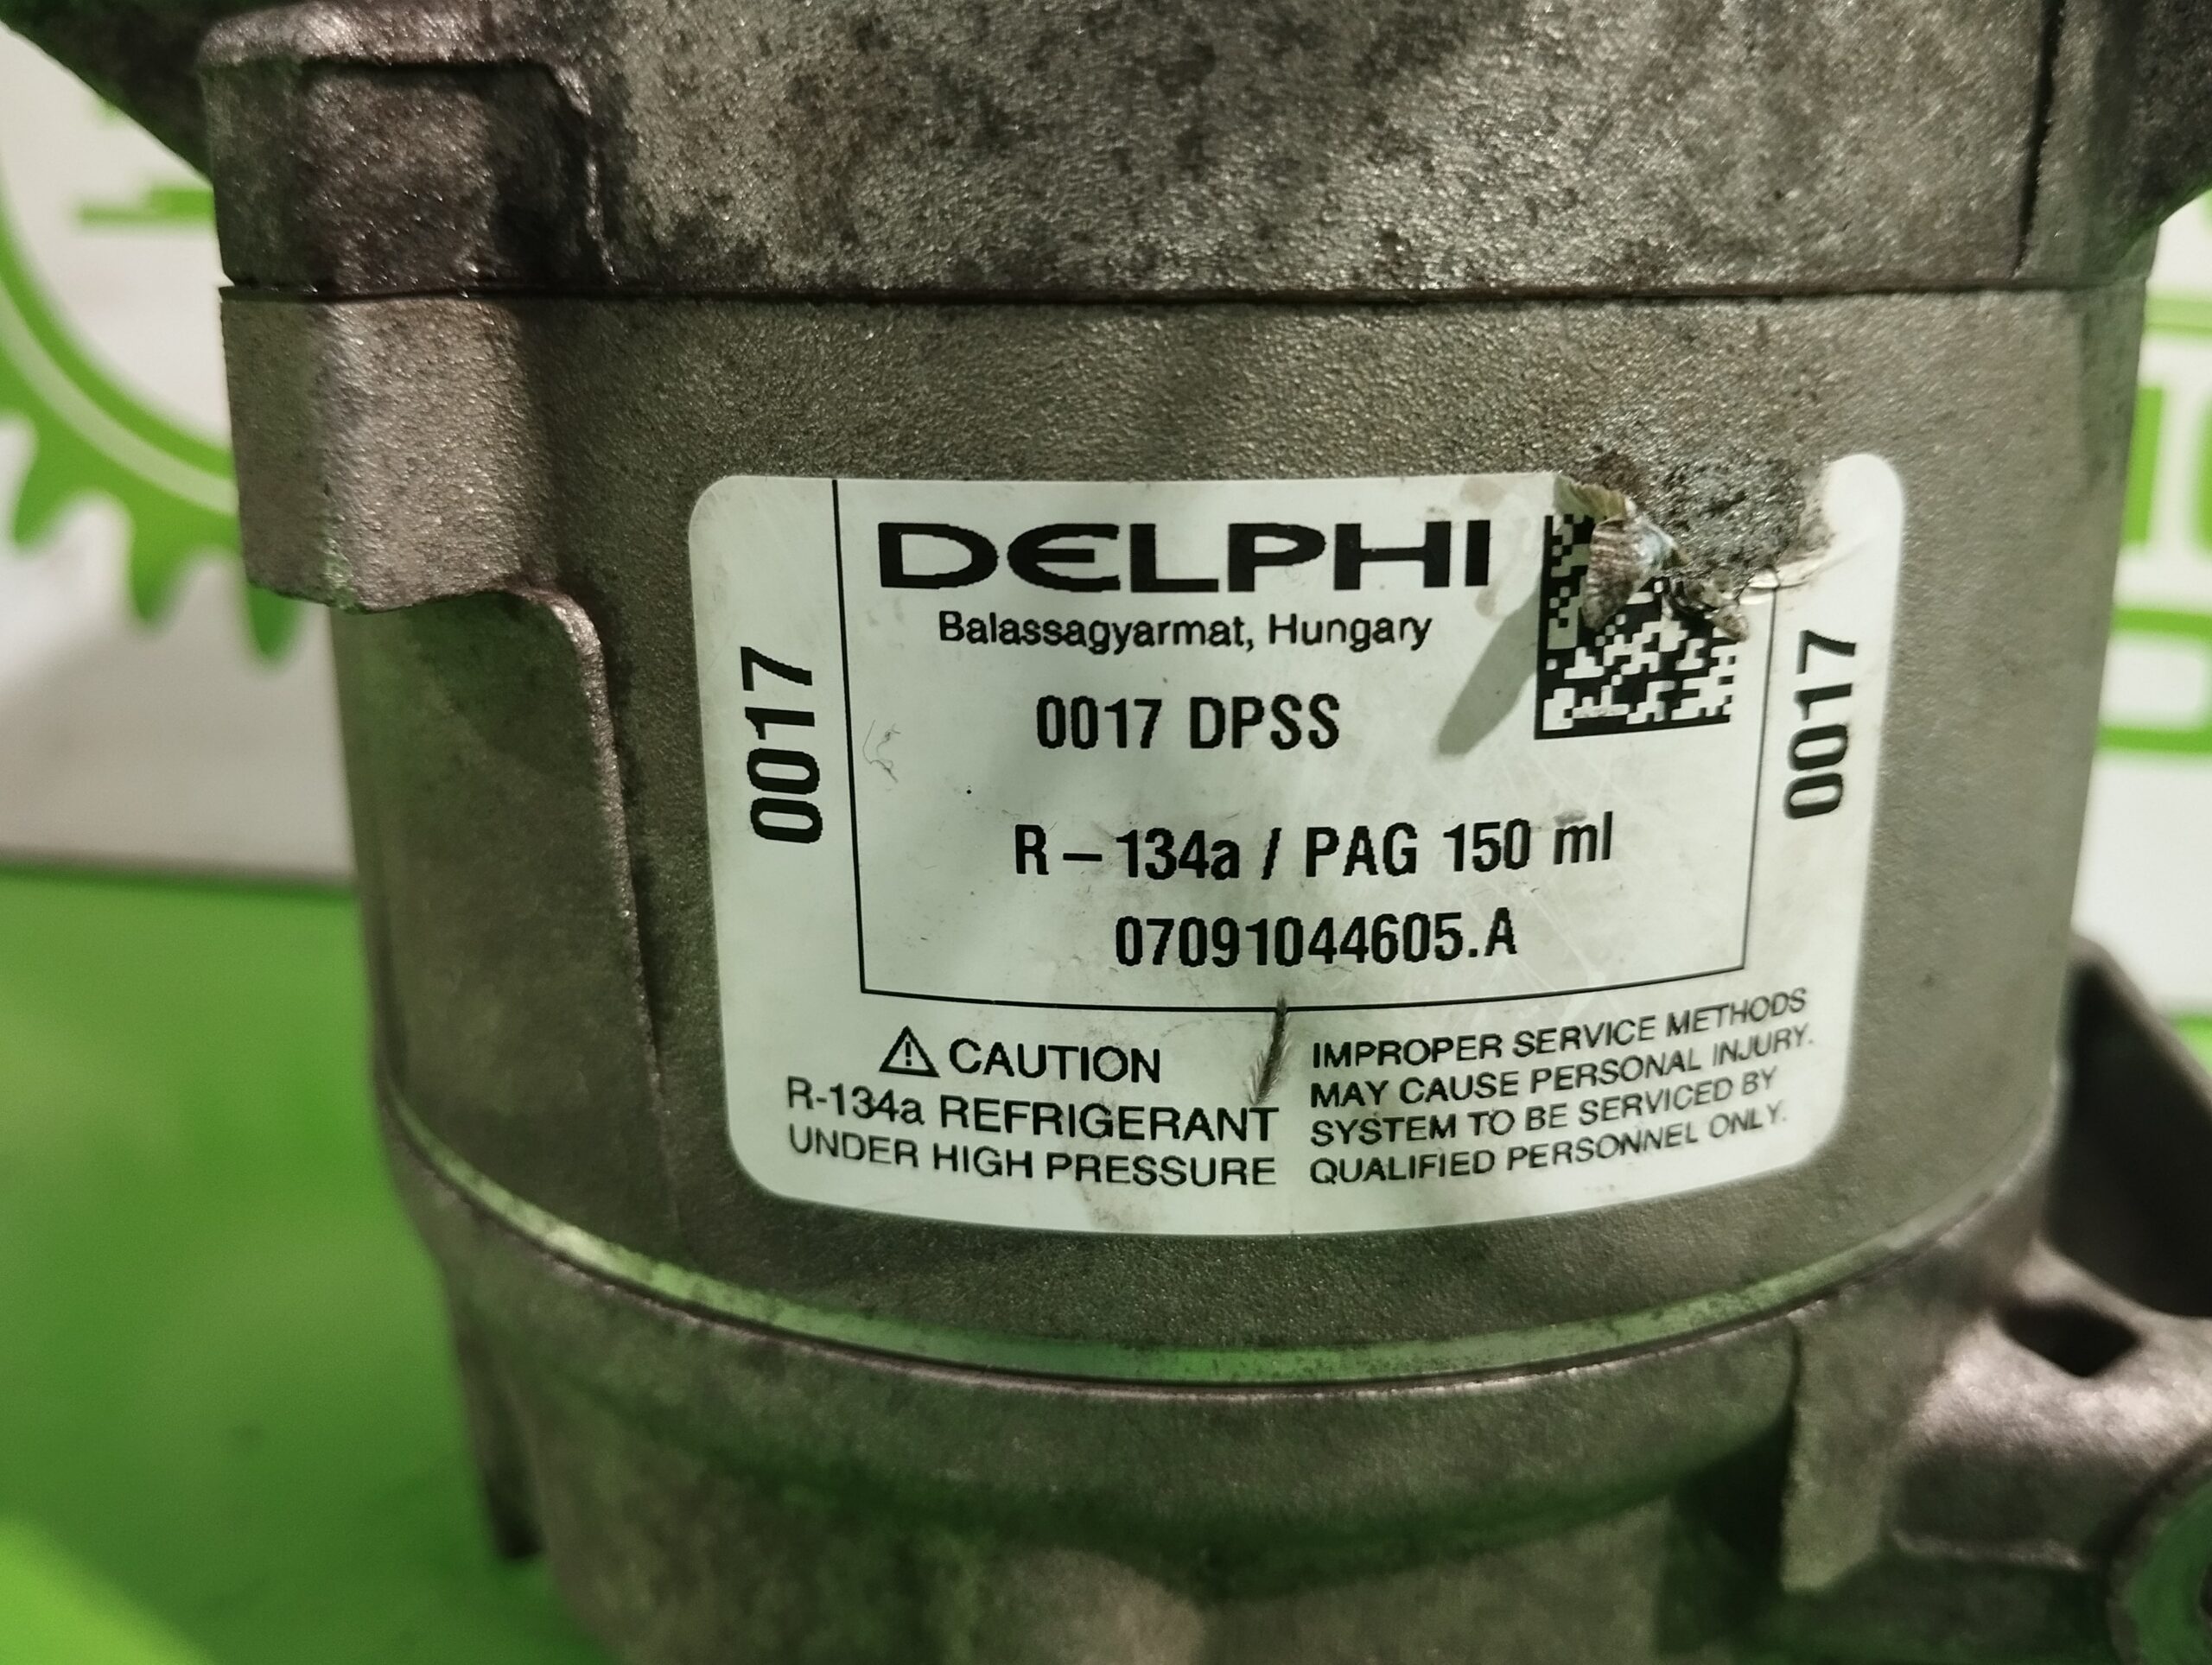 DELPHI
Balassagyarmat, Hungary
0017 DPSS
R – 134a / PAG 150 ml
07091044605.A
0017
0017
⚠ CAUTION
R-134a REFRIGERANT
UNDER HIGH PRESSURE
IMPROPER SERVICE METHODS
MAY CAUSE PERSONAL INJURY.
SYSTEM TO BE SERVICED BY
QUALIFIED PERSONNEL ONLY.